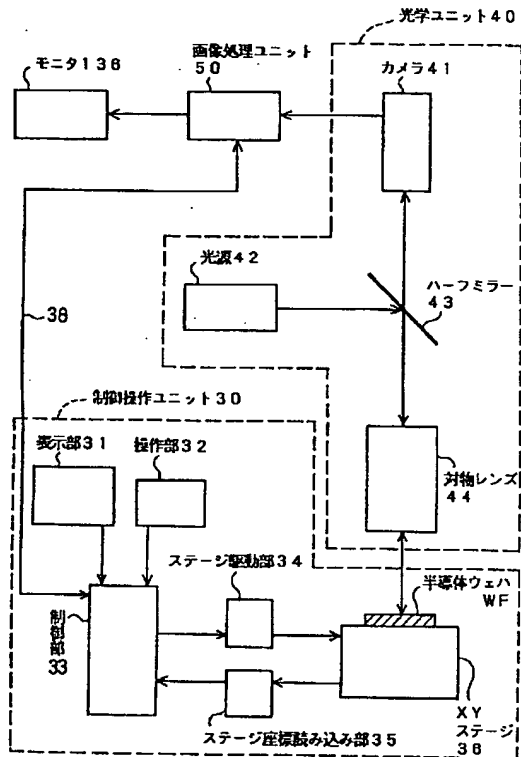 光学ユニット40
画像処理ユニット
50
モニタ136
カメラ41
光源42
ハーフミラー
43
38
制御操作ユニット30
表示部31
操作部32
対物レンズ
44
ステージ駆動部34
半導体ウェハ
WF
制御部
33
XY
ステージ
36
ステージ座標読み込み部35